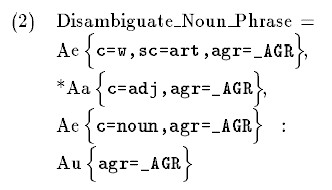 (2) Disambiguate_Noun_Phrase =
Ae {c=w,sc=art,agr=_AGR},
*Aa {c=adj,agr=_AGR},
Ae {c=noun,agr=_AGR} :
Au {agr=_AGR}